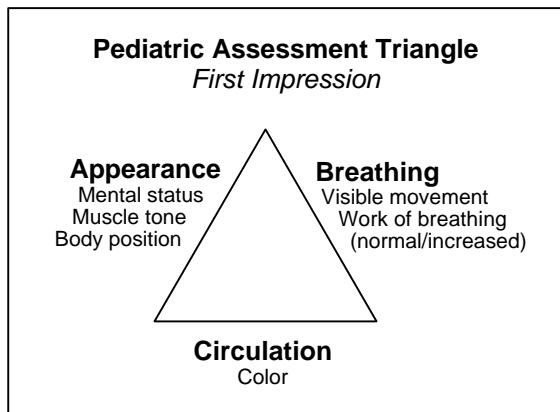 Pediatric Assessment Triangle
First Impression
Appearance
Mental status
Muscle tone
Body position
Breathing
Visible movement
Work of breathing
(normal/increased)
Circulation
Color